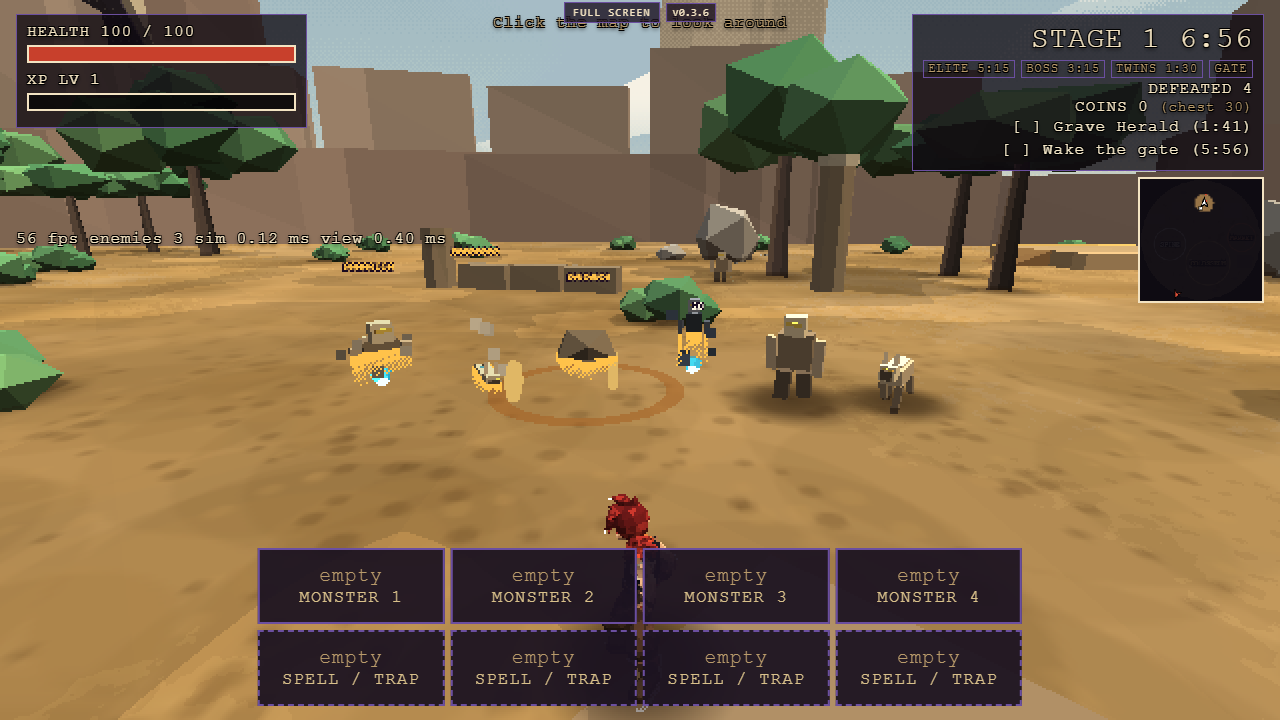 FULL SCREEN v0.3.6
Click the map to look around
HEALTH 100 / 100
XP LV 1
STAGE 1 6:56
ELITE 5:15 BOSS 3:15 TWINS 1:30 GATE
DEFEATED 4
COINS 0 (chest 30)
[ ] Grave Herald (1:41)
[ ] Wake the gate (5:56)
56 fps enemies 3 sim 0.12 ms view 0.40 ms
empty empty empty empty
MONSTER 1 MONSTER 2 MONSTER 3 MONSTER 4
empty empty empty empty
SPELL / TRAP SPELL / TRAP SPELL / TRAP SPELL / TRAP